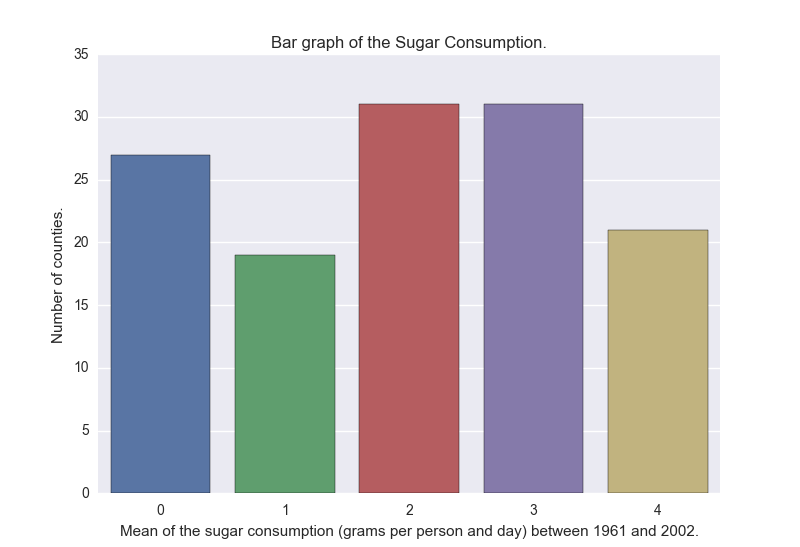 Bar graph of the Sugar Consumption.
35
30
25
20
15
10
5
0
Number of counties.
0 1 2 3 4
Mean of the sugar consumption (grams per person and day) between 1961 and 2002.